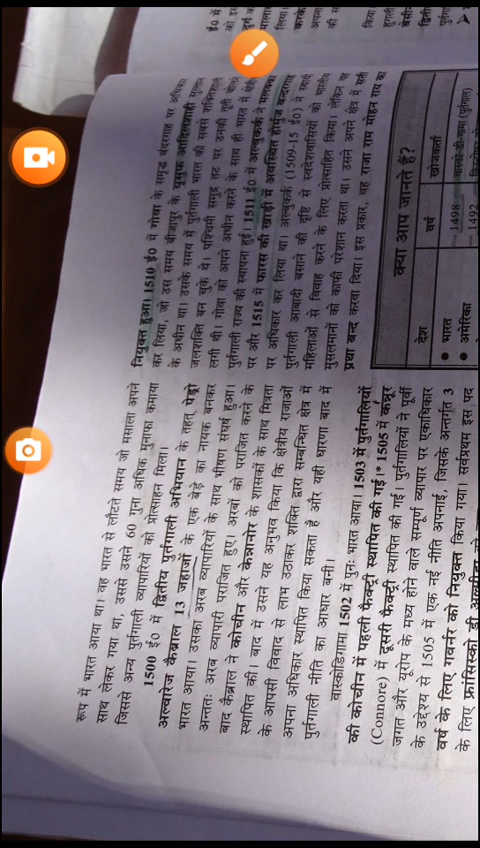 रूप में भारत आया था। वह भारत से लौटते समय जो मसाला अपने
साथ लेकर गया था, उससे उसने 60 गुना अधिक मुनाफा कमाया
जिससे अन्य पुर्तगाली व्यापारियों को प्रोत्साहन मिला।
1500 ई० में द्वितीय पुर्तगाली अभियान के तहत् पेड्रो
अल्वारेज कैब्राल 13 जहाजों के एक बेड़े का नायक बनकर
भारत आया। उसका अरब व्यापारियों के साथ भीषण संघर्ष हुआ।
अन्ततः अरब व्यापारी पराजित हुए। अरबों को पराजित करने के
बाद कैब्राल ने कोचीन और केन्नानोर के शासकों के साथ मित्रता
स्थापित की। बाद में उसने यह अनुभव किया कि क्षेत्रीय राजाओं
के आपसी विवाद से लाभ उठाकर शक्ति द्वारा सम्बन्धित क्षेत्र में
अपना अधिकार स्थापित किया सकता है और यही धारणा बाद में
पुर्तगाली नीति का आधार बनी।
वास्कोडिगामा 1502 में पुनः भारत आया। 1503 में पुर्तगालियों
की कोचीन में पहली फैक्ट्री स्थापित की गई।* 1505 में कन्नूर
(Connore) में दूसरी फैक्ट्री स्थापित की गई। पुर्तगालियों ने पूर्वी
जगत और यूरोप के मध्य होने वाले सम्पूर्ण व्यापार पर एकाधिकार
के उद्देश्य से 1505 में एक नई नीति अपनाई, जिसके अन्तर्गत 3
वर्ष के लिए गवर्नर को नियुक्त किया गया। सर्वप्रथम इस पद
के लिए फ्रांसिस्को डी अल्मीडा को
नियुक्त हुआ। 1510 ई० में गोवा के समृद्ध बंदरगाह पर अधिकार
कर लिया, जो उस समय बीजापुर के यूसुफ आदिलशाही सुल्तान
के अधीन था। उसके समय में पुर्तगाली भारत की सबसे शक्तिशाली
जलशक्ति बन चुके थे। पश्चिमी समुद्र तट पर उनकी तूती बोलने
लगी थी। गोवा को अपने अधीन करने के साथ ही भारत में क्षेत्रीय
पुर्तगाली राज्य की स्थापना हुई। 1511 ई० में अल्बुकर्क ने मलक्का
पर और 1515 में फारस की खाड़ी में अवस्थित होर्मुज बन्दरगाह
पर अधिकार कर लिया था। अल्बुकर्क (1509-15 ई०) ने स्थायी
पुर्तगाली आबादी बसाने की दृष्टि से स्वदेशवासियों को भारतीय
महिलाओं से विवाह करने के लिए प्रोत्साहित किया। लेकिन वह
मुसलमानों को काफी परेशान करता था। उसने अपने क्षेत्र में सती
प्रथा बन्द करवा दिया। इस प्रकार, वह राजा राम मोहन राय का
क्या आप जानते हैं?
देश वर्ष खोजकर्ता
● भारत 1498 वास्को-डी-गामा (पुर्तगाल)
● अमेरिका 1492